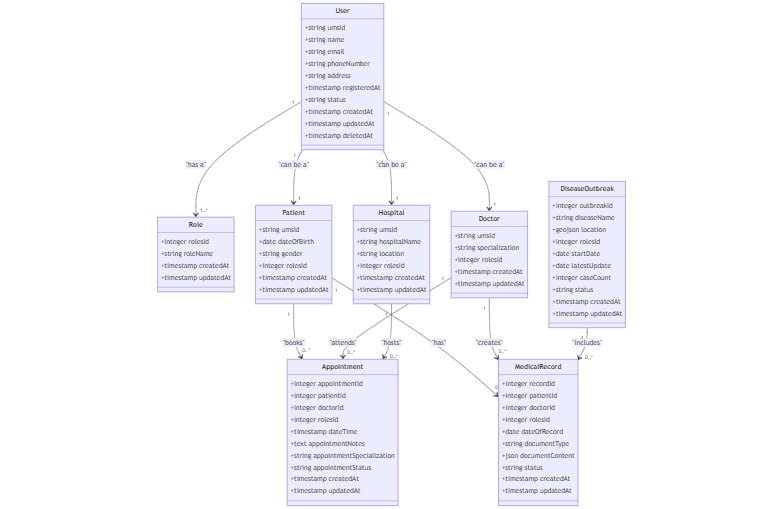 User
+string umsId
+string name
+string email
+string phoneNumber
+string address
+timestamp registeredAt
+string status
+timestamp createdAt
+timestamp updatedAt
+timestamp deletedAt
1
1
1
1
"has a"
"can be a"
"can be a"
"can be a"
1..*
1
1
1
Role
+integer rolesId
+string roleName
+timestamp createdAt
+timestamp updatedAt
Patient
+string umsId
+date dateOfBirth
+string gender
+integer rolesId
+timestamp createdAt
+timestamp updatedAt
Hospital
+string umsId
+string hospitalName
+string location
+integer rolesId
+timestamp createdAt
+timestamp updatedAt
Doctor
+string umsId
+string specialization
+integer rolesId
+timestamp createdAt
+timestamp updatedAt
DiseaseOutbreak
+integer outbreakId
+string diseaseName
+geojson location
+integer rolesId
+date startDate
+date latestUpdate
+integer caseCount
+string status
+timestamp createdAt
+timestamp updatedAt
1
1
1
1
1
1
"books"
"attends"
"hosts"
"has"
"creates"
"includes"
0..*
0..*
0..*
0..*
0..*
Appointment
+integer appointmentId
+integer patientId
+integer doctorId
+integer rolesId
+timestamp dateTime
+text appointmentNotes
+string appointmentSpecialization
+string appointmentStatus
+timestamp createdAt
+timestamp updatedAt
MedicalRecord
+integer recordId
+integer patientId
+integer doctorId
+integer rolesId
+date dateOfRecord
+string documentType
+json documentContent
+string status
+timestamp createdAt
+timestamp updatedAt